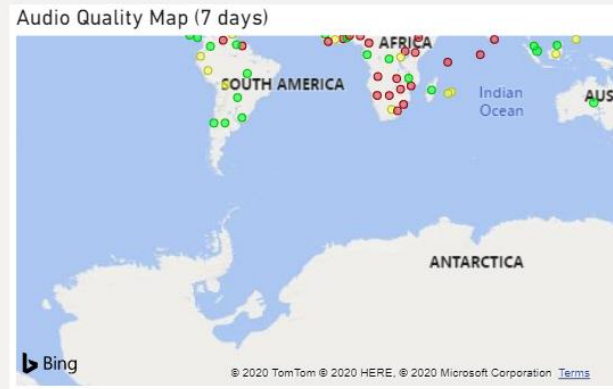 Audio Quality Map (7 days)
AFRICA
SOUTH AMERICA
Indian
Ocean
AUS
ANTARCTICA
Bing
© 2020 TomTom © 2020 HERE, © 2020 Microsoft Corporation Terms